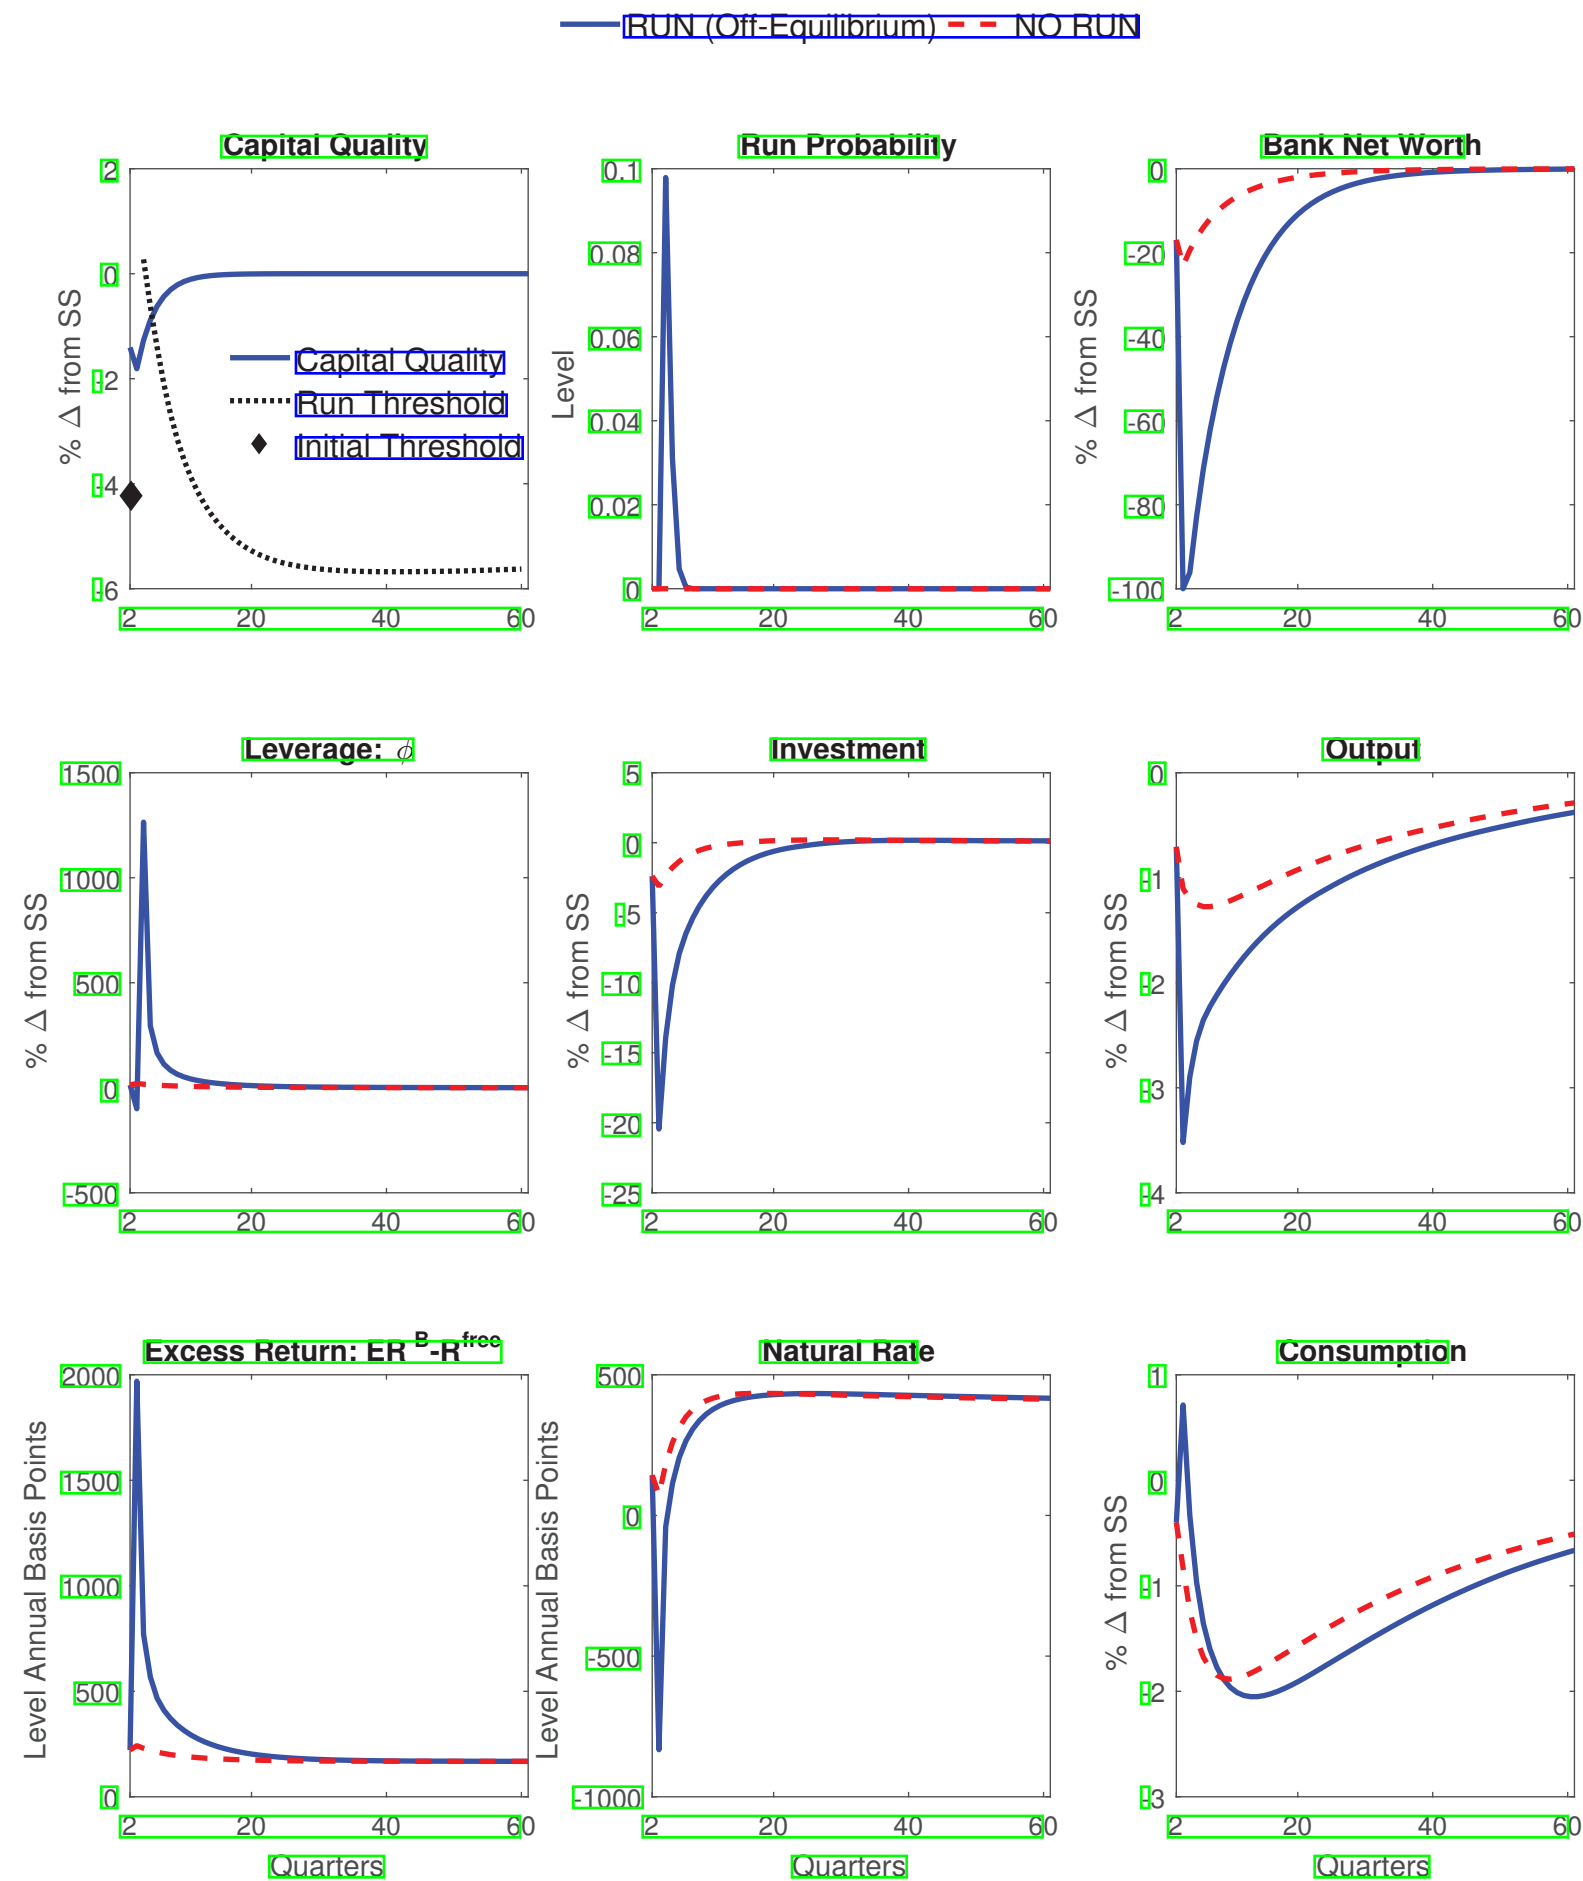 RUN (Off-Equilibrium) NO RUN
Capital Quality
2
0
-2
-4
-6
% Δ from SS
Capital Quality
Run Threshold
Initial Threshold
2 20 40 60
Run Probability
0.1
0.08
0.06
0.04
0.02
0
Level
2 20 40 60
Bank Net Worth
0
-20
-40
-60
-80
-100
% Δ from SS
2 20 40 60
Leverage: ϕ
1500
1000
500
0
-500
% Δ from SS
2 20 40 60
Investment
5
0
-5
-10
-15
-20
-25
% Δ from SS
2 20 40 60
Output
0
-1
-2
-3
-4
% Δ from SS
2 20 40 60
Excess Return: ER^B-R^free
2000
1500
1000
500
0
Level Annual Basis Points
2 20 40 60
Quarters
Natural Rate
500
0
-500
-1000
Level Annual Basis Points
2 20 40 60
Quarters
Consumption
1
0
-1
-2
-3
% Δ from SS
2 20 40 60
Quarters